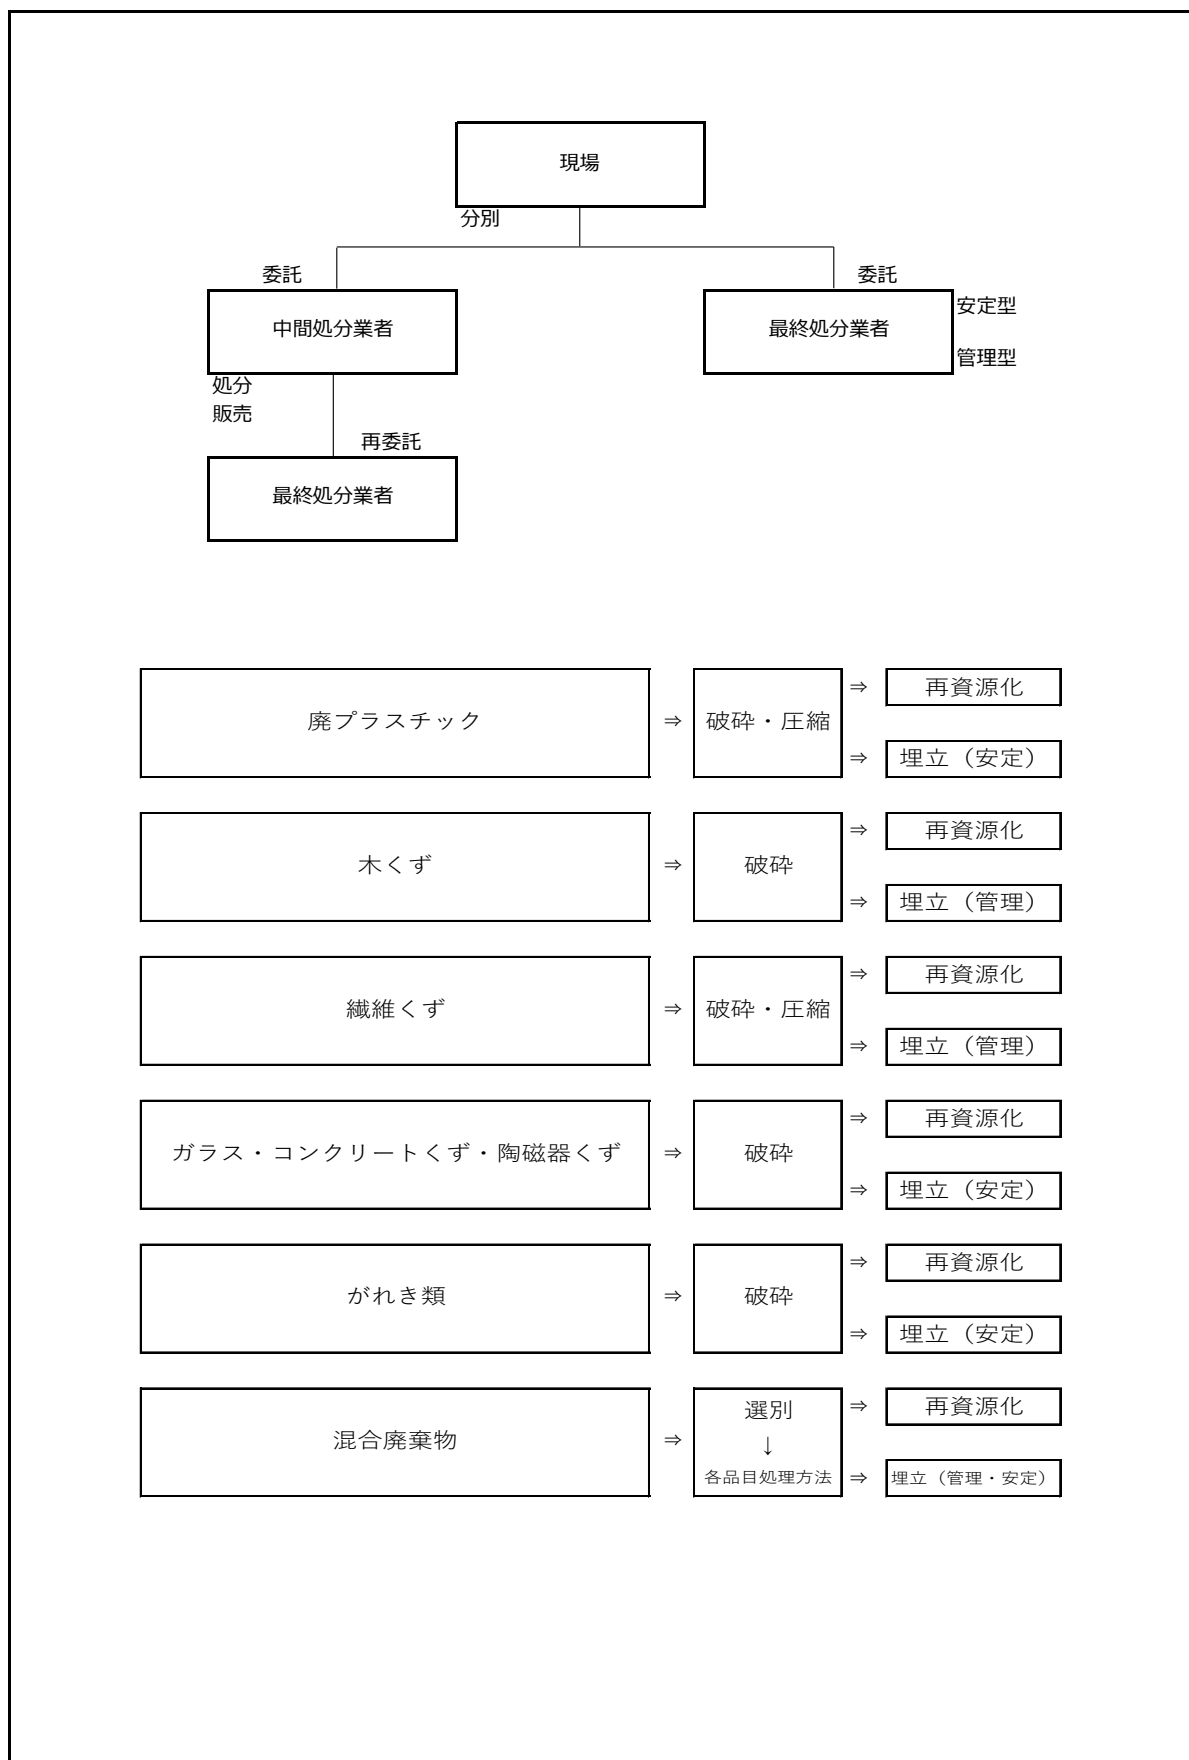 現場
分別
委託
委託
中間処分業者
最終処分業者
安定型
管理型
処分
販売
再委託
最終処分業者
廃プラスチック ⇒ 破砕・圧縮 ⇒ 再資源化
⇒ 埋立（安定）
木くず ⇒ 破砕 ⇒ 再資源化
⇒ 埋立（管理）
繊維くず ⇒ 破砕・圧縮 ⇒ 再資源化
⇒ 埋立（管理）
ガラス・コンクリートくず・陶磁器くず ⇒ 破砕 ⇒ 再資源化
⇒ 埋立（安定）
がれき類 ⇒ 破砕 ⇒ 再資源化
⇒ 埋立（安定）
混合廃棄物 ⇒ 選別 ⇒ 再資源化
↓
各品目処理方法 ⇒ 埋立（管理・安定）